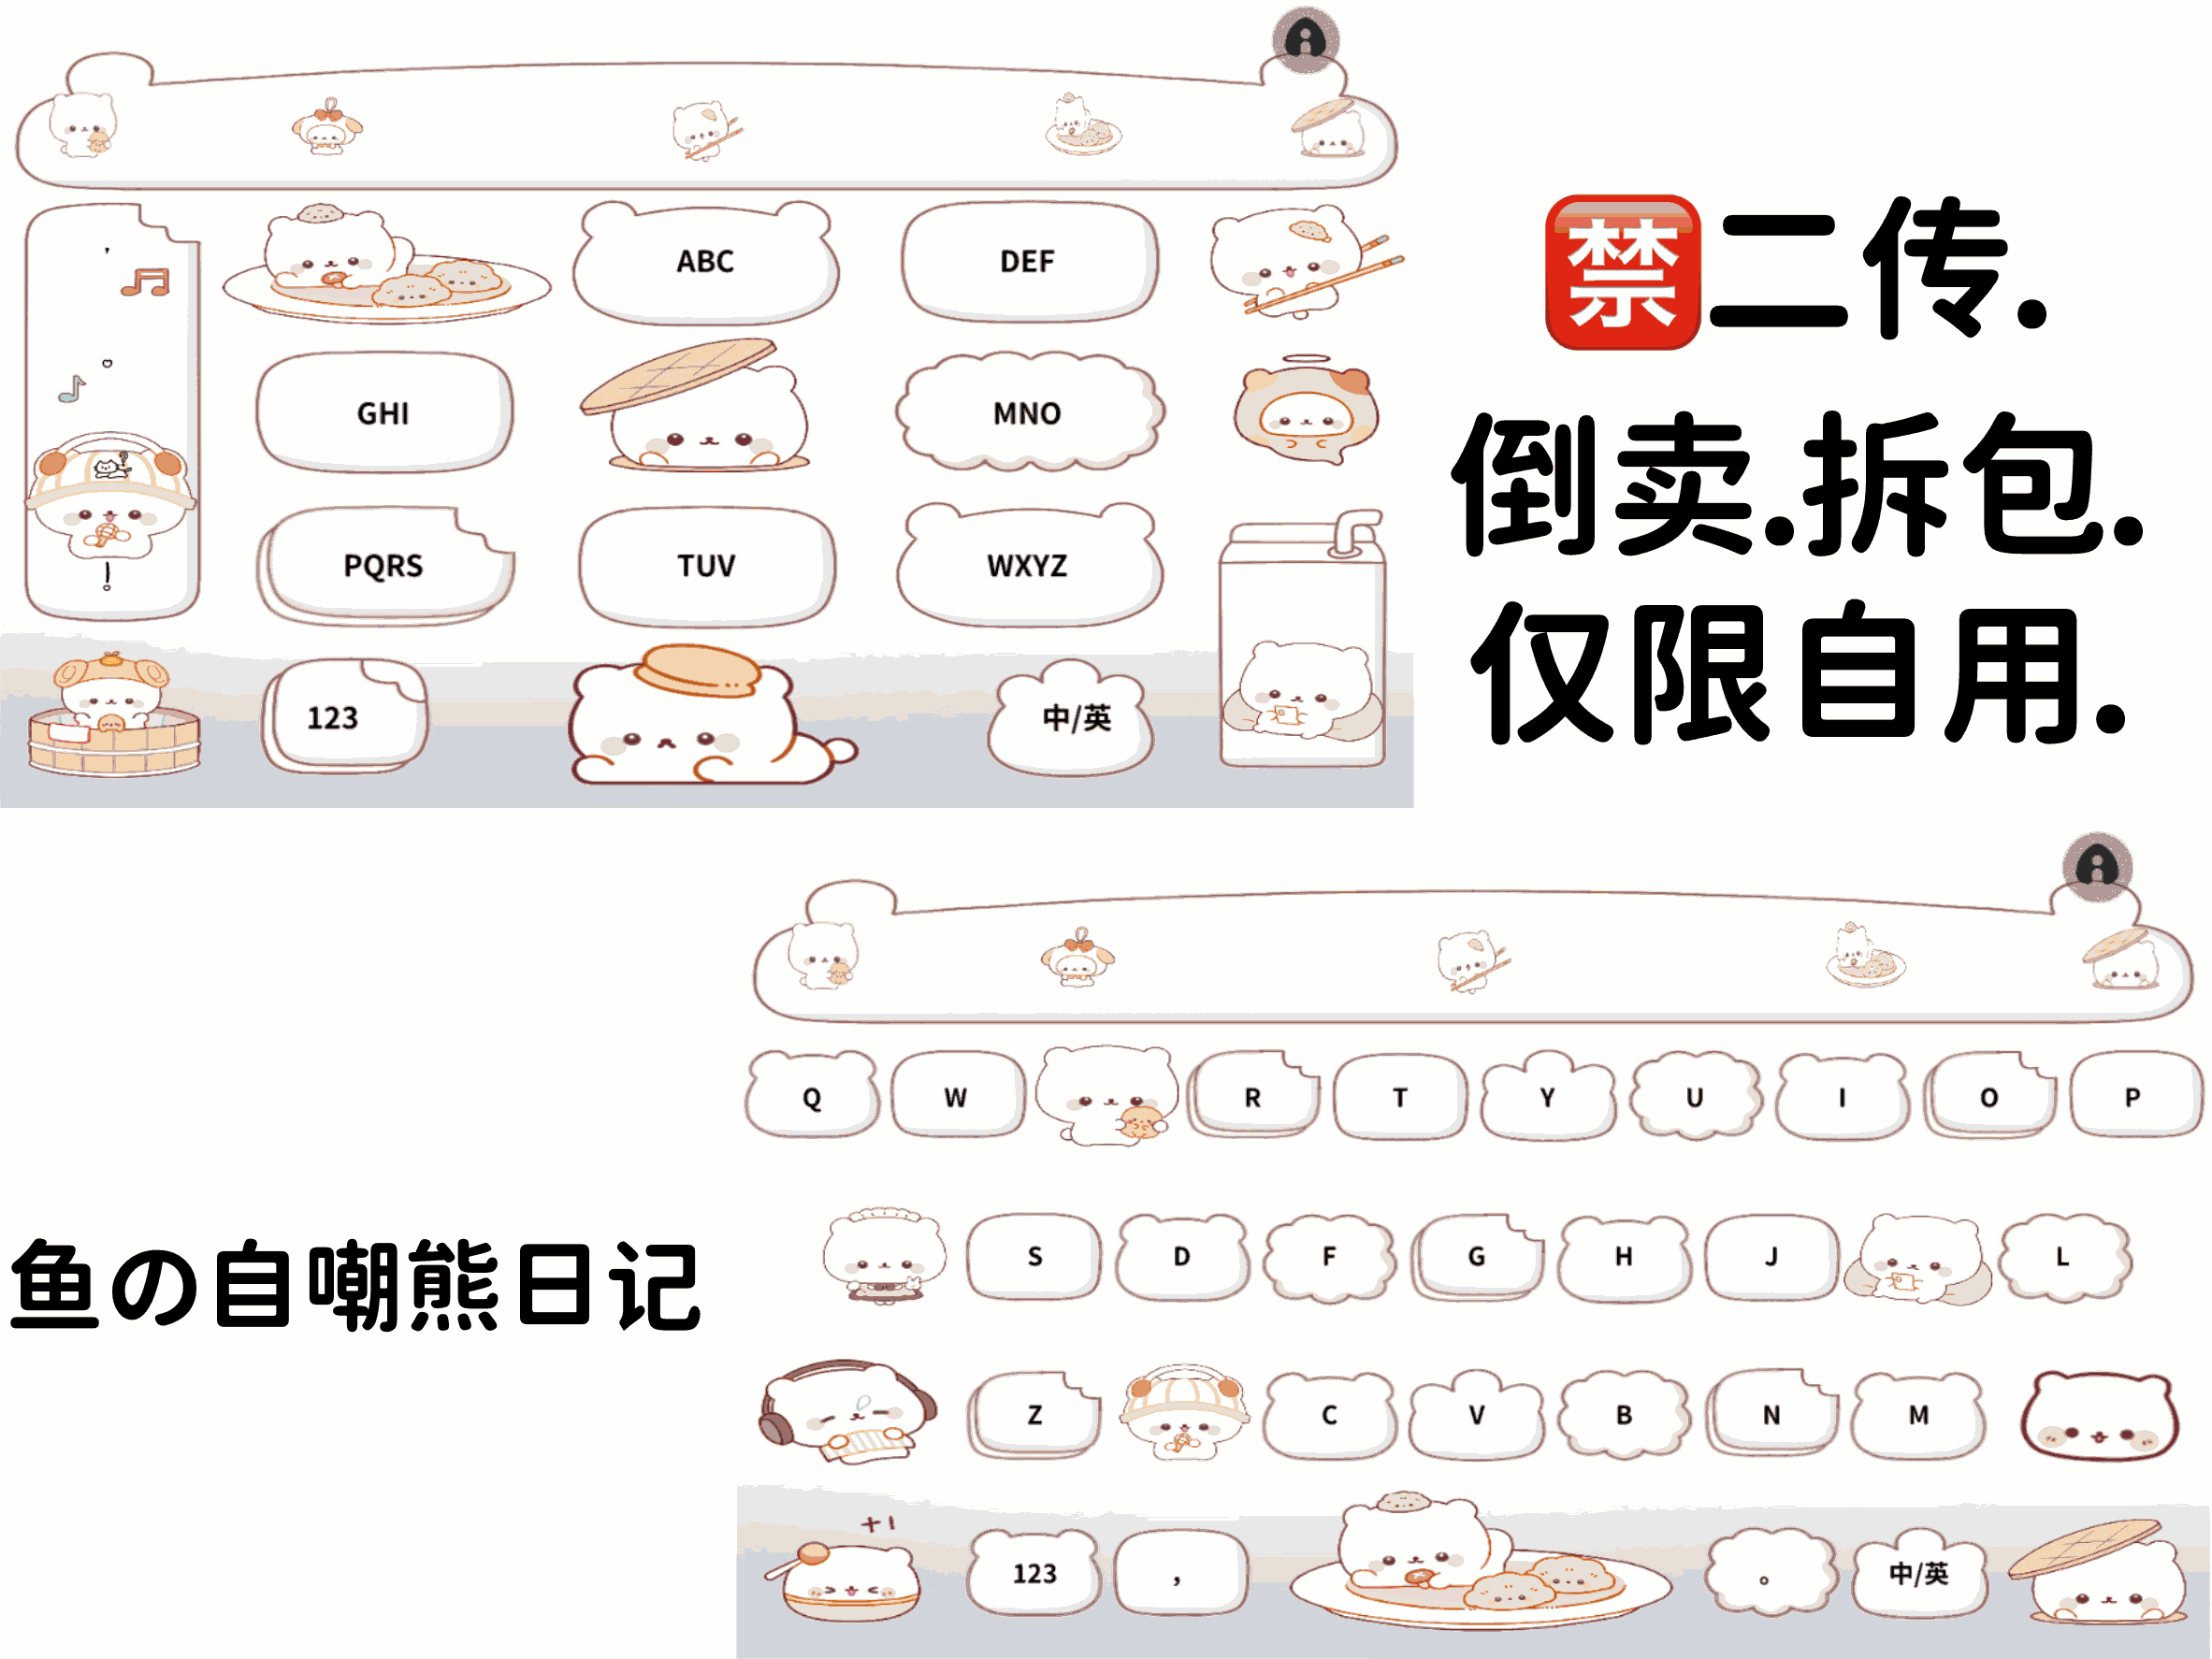 ,
ABC
DEF
。
GHI
MNO
?
PQRS
TUV
WXYZ
!
123
中/英
禁二传.
倒卖.拆包.
仅限自用.
鱼の自嘲熊日记
Q W R T Y U I O P
S D F G H J L
Z C V B N M
+1
123 , 。 中/英